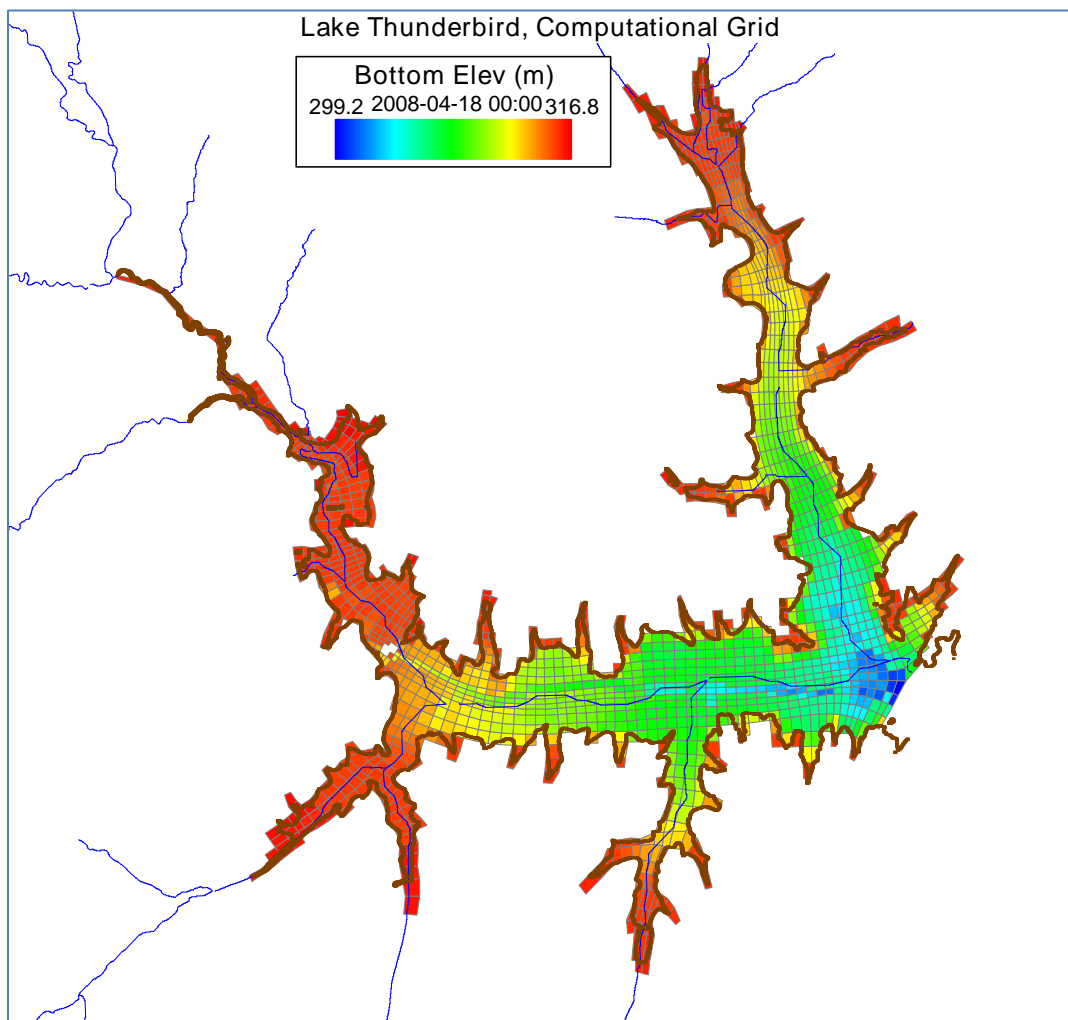 Lake Thunderbird, Computational Grid
Bottom Elev (m)
299.2 2008-04-18 00:00 316.8